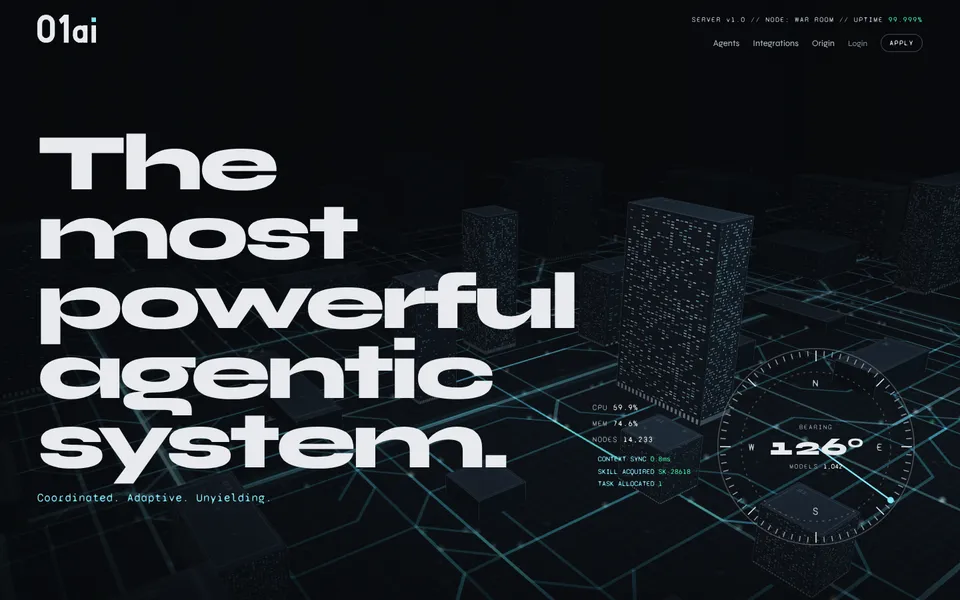 01ai
SERVER v1.0 // NODE: WAR ROOM // UPTIME 99.999%
Agents Integrations Origin Login APPLY
The
most
powerful
agentic
system.
Coordinated. Adaptive. Unyielding.
CPU 59.9%
MEM 74.6%
NODES 14,233
CONTEXT SYNC 0.8ms
SKILL ACQUIRED SK-28618
TASK ALLOCATED 1
N
BEARING
W 126° E
MODELS 1,042
S